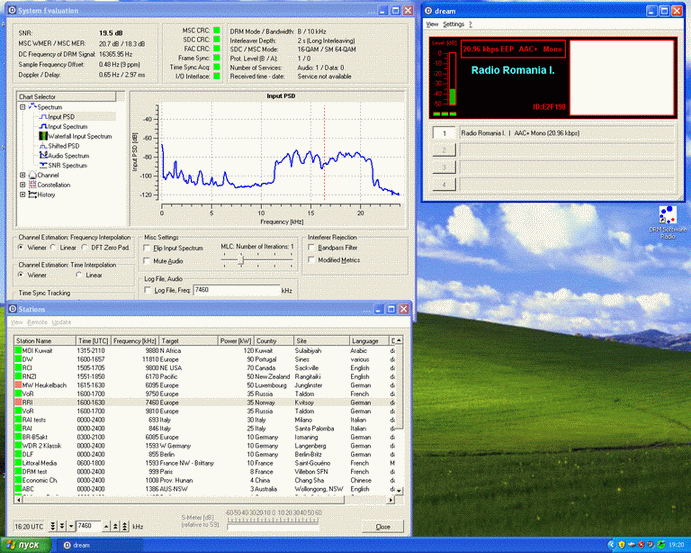 System Evaluation
SNR: 19.5 dB
MSC WMER / MSC MER: 20.7 dB / 18.3 dB
DC Frequency of DRM Signal: 16365.95 Hz
Sample Frequency Offset: 0.48 Hz (9 ppm)
Doppler / Delay: 0.65 Hz / 2.97 ms
MSC CRC:
SDC CRC:
FAC CRC:
Frame Sync:
Time Sync Acq:
I/O Interface:
DRM Mode / Bandwidth: B / 10 kHz
Interleaver Depth: 2 s (Long Interleaving)
SDC / MSC Mode: 16-QAM / SM 64-QAM
Prot. Level (B / A): 1 / 0
Number of Services: Audio: 1 / Data: 0
Received time - date: Service not available
Chart Selector
Spectrum
Input PSD
Input Spectrum
Waterfall Input Spectrum
Shifted PSD
Audio Spectrum
SNR Spectrum
Channel
Constellation
History
Input PSD
Input PSD [dB]
-40
-60
-80
-100
-120
0 5 10 15 20
Frequency [kHz]
Channel Estimation: Frequency Interpolation
Wiener Linear DFT Zero Pad
Channel Estimation: Time Interpolation
Wiener Linear
Time Sync Tracking
Misc Settings
Flip Input Spectrum
Mute Audio
MLC: Number of Iterations: 1
0 4
Log File, Audio
Log File, Freq: 7460 kHz
Interferer Rejection
Bandpass Filter
Modified Metrics
dream
View Settings ?
Level [dB]
0
-10
-20
-30
-40
-50
20.96 kbps EEP AAC+ Mono
Radio Romania I.
ID:E2F198
1 Radio Romania I. | AAC+ Mono (20.96 kbps)
2
3
4
DRM Software Radio
Stations
View Remote Update
Station Name Time [UTC] Frequency [kHz] Target Power [kW] Country Site Language
MOI Kuwait 1315-2110 9880 N Africa 120 Kuwait Sulaibiyah Arabic
DW 1600-1657 11810 Europe 90 Portugal Sines various
RCI 1505-1705 9800 NE USA 70 Canada Sackville English
RNZI 1551-1850 6170 Pacific 50 New Zealand Rangitaiki English
MW Heukelbach 1615-1630 6095 Europe 50 Luxembourg Junglinster German
VoR 1600-1700 9750 Europe 35 Russia Taldom French
RRI 1600-1630 7460 Europe 35 Norway Kvitsoy German
VoR 1600-1700 9810 Europe 35 Russia Taldom German
RAI tests 0000-2400 693 Italy 30 Italy Milano Italian
RAI 0000-2400 846 Italy 25 Italy Santa Palomba Italian
BR-B5akt 0300-2100 6085 Europe 10 Germany Ismaning German
WDR 2 Klassik 0000-2400 1593 W Germany 10 Germany Langenberg German
DLF 0000-2400 855 Berlin 10 Germany Berlin-Britz German
Littoral Media 0600-1800 1593 France NW - Brittany 10 France Saint-Gouéno French
DRM test 0000-2400 999 Paris 8 France Villebon SFN French
Economic Ch. 0000-2400 1008 Prov. Hunan 4 China Chang Sha Chinese
ABC 0000-2400 1386 AUS-NSW 3 Australia Wollongong, NSW English
16:20 UTC 7460 kHz
S-Meter [dB]
(relative to S9)
-60-50-40-30-20-10 0 10 20 30 40 50 60
Close
пуск
dream
19:20